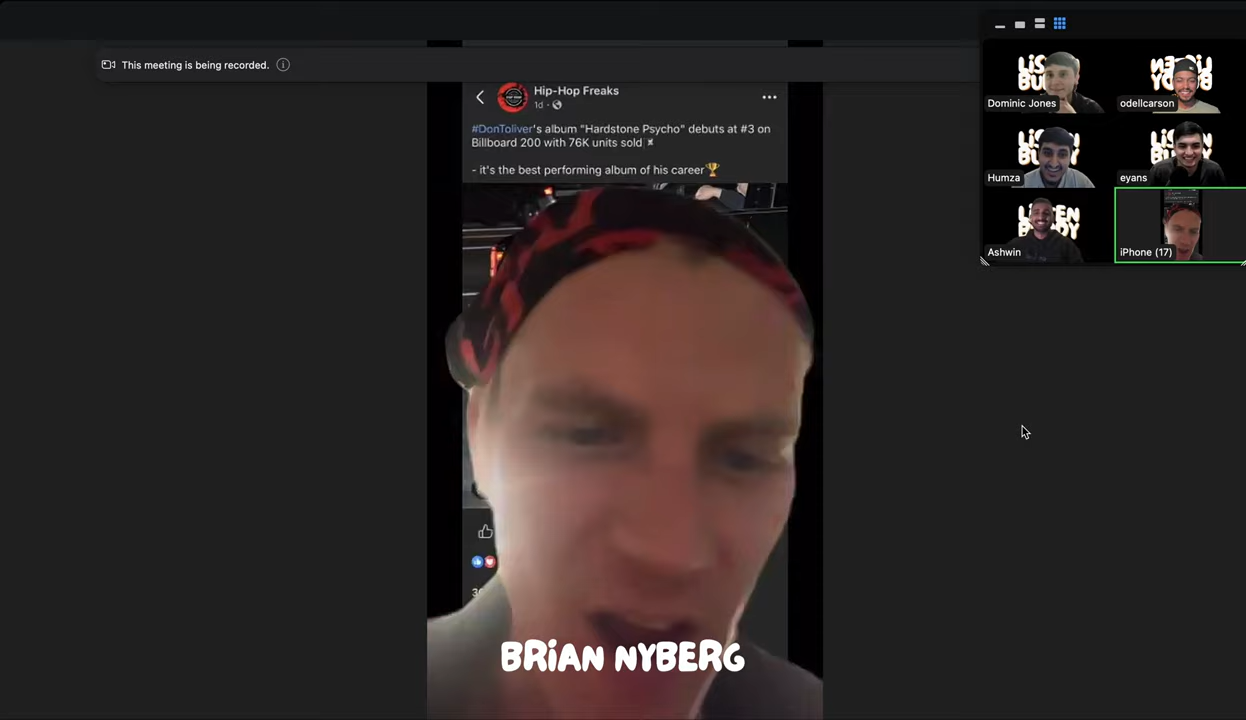 This meeting is being recorded.
Hip-Hop Freaks
1d
#DonToliver's album "Hardstone Psycho" debuts at #3 on
Billboard 200 with 76K units sold
- it's the best performing album of his career🏆
BRIAN NYBERG
LISTEN
BUDDY
Dominic Jones
odellcarson
Humza
eyans
Ashwin
iPhone (17)